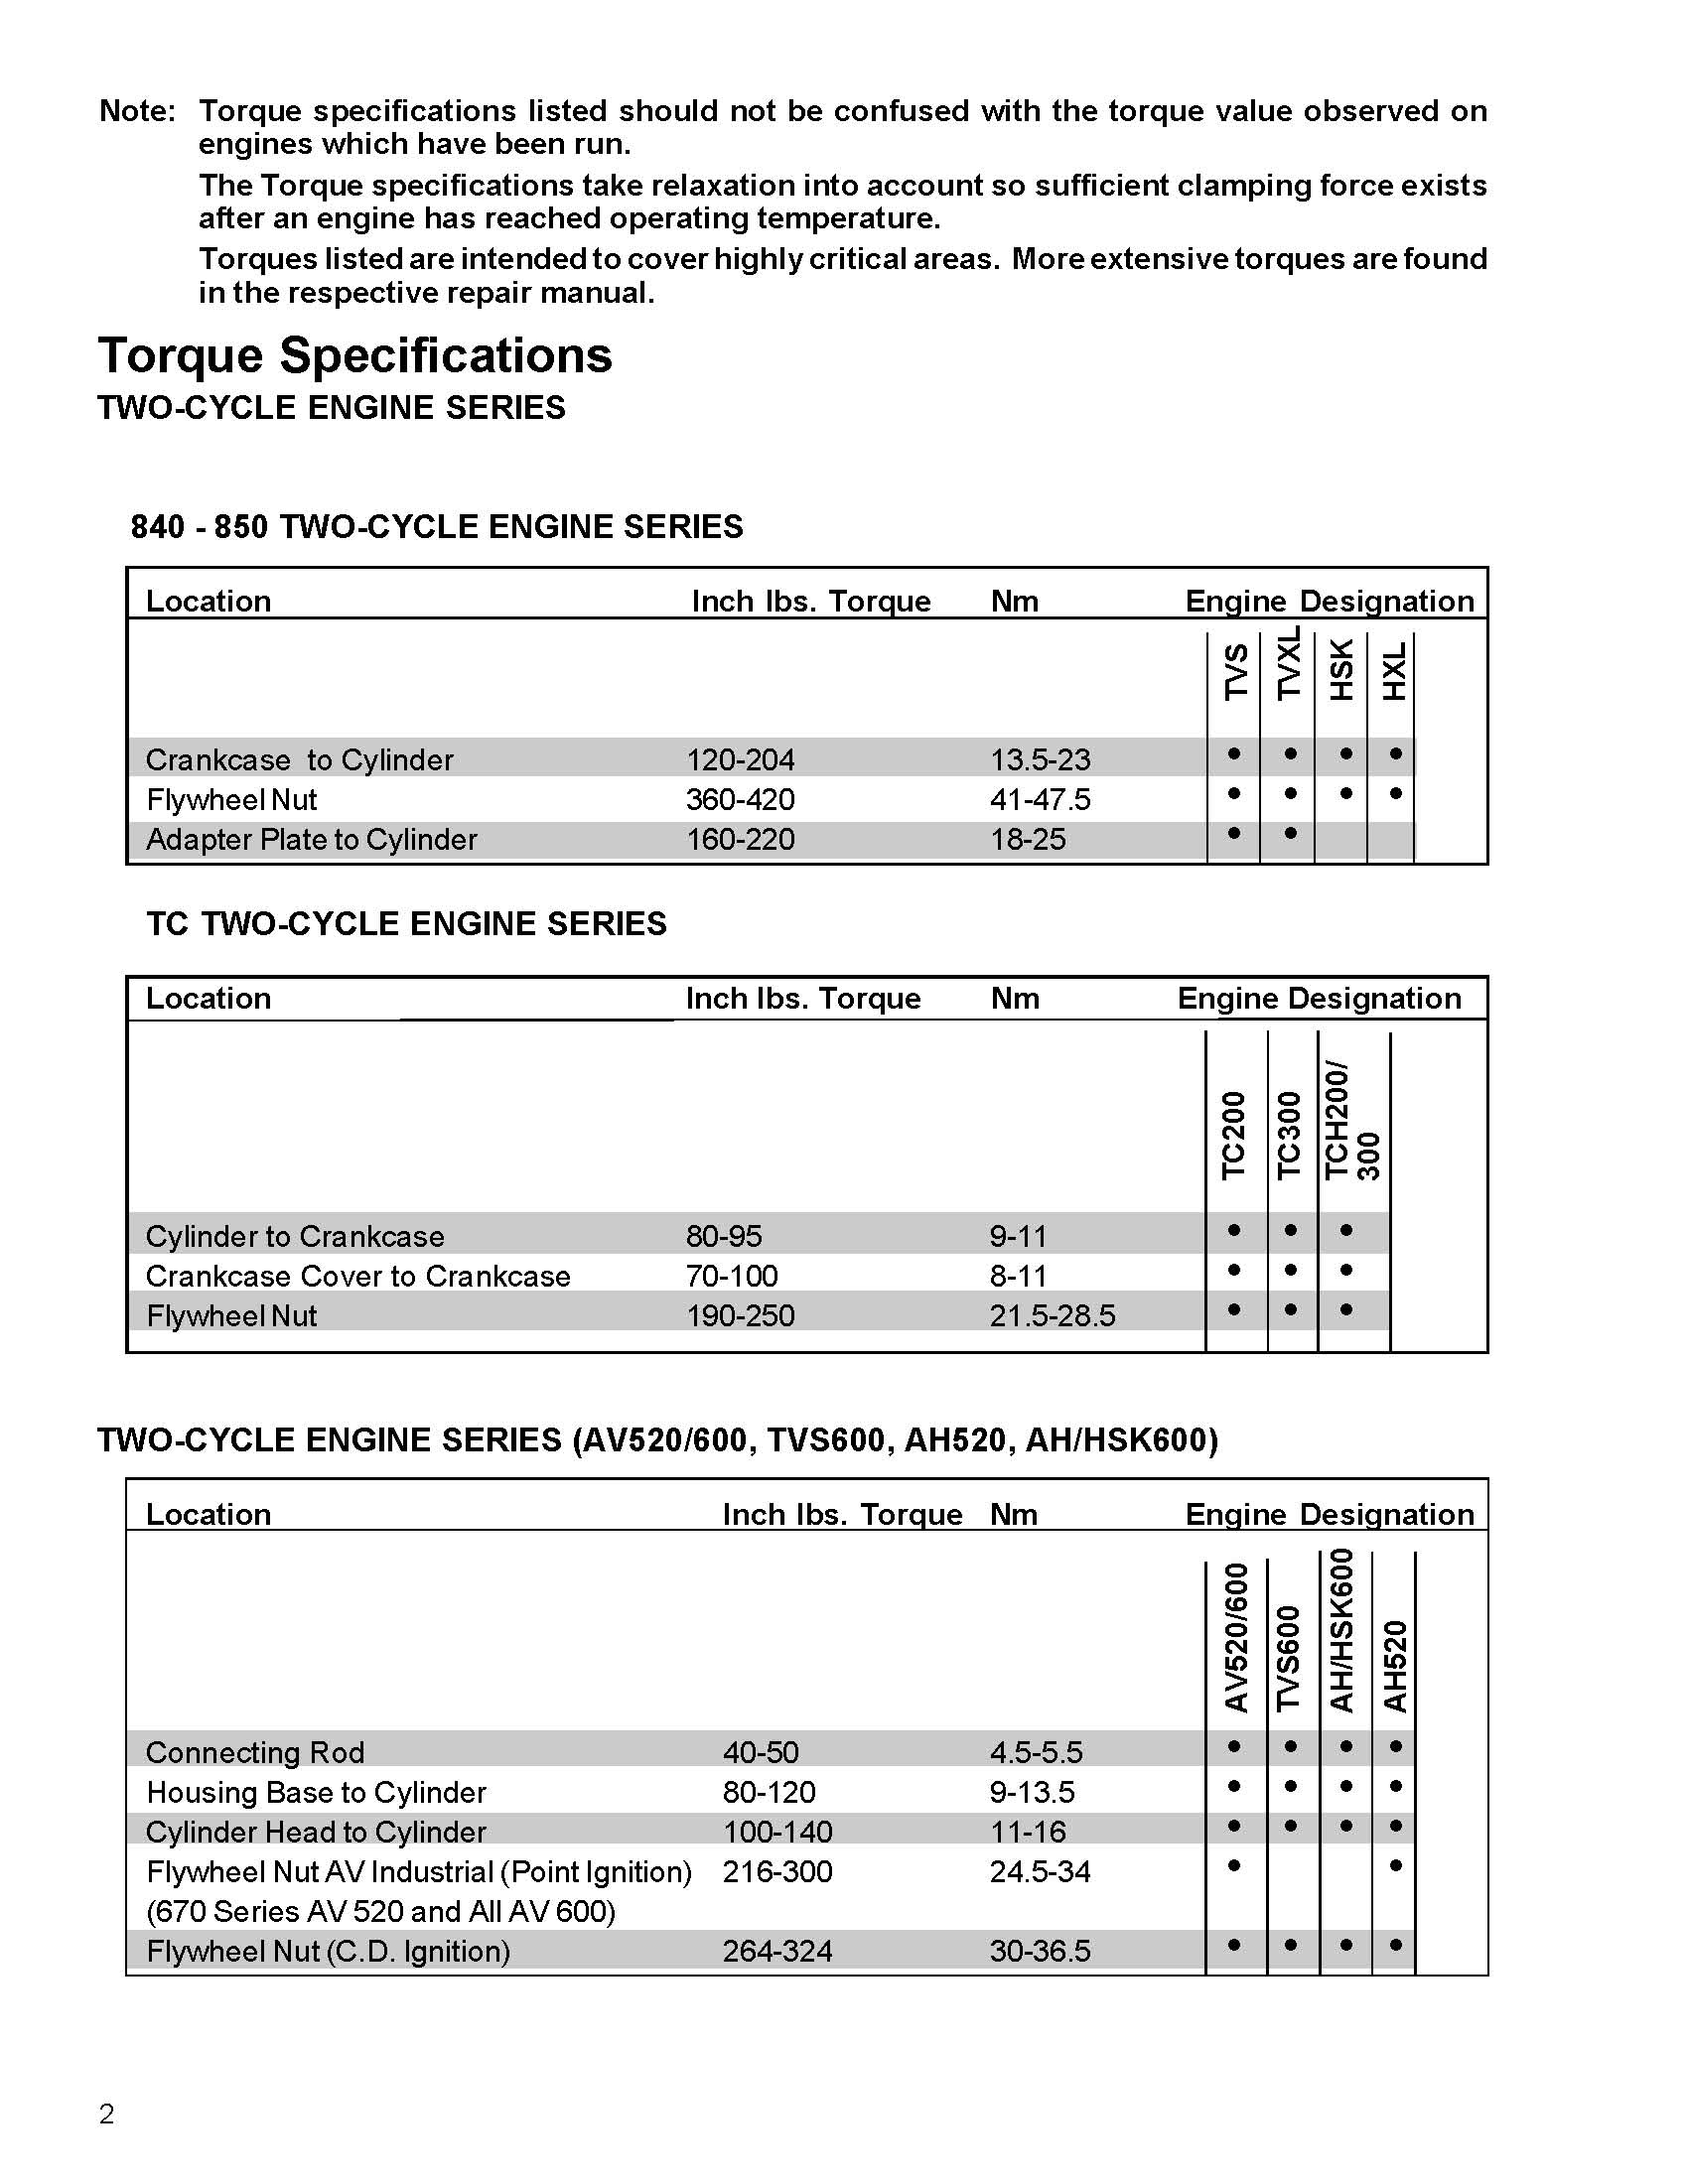 Note: Torque specifications listed should not be confused with the torque value observed on
engines which have been run.
The Torque specifications take relaxation into account so sufficient clamping force exists
after an engine has reached operating temperature.
Torques listed are intended to cover highly critical areas. More extensive torques are found
in the respective repair manual.
Torque Specifications
TWO-CYCLE ENGINE SERIES
840 - 850 TWO-CYCLE ENGINE SERIES
Location Inch lbs. Torque Nm Engine Designation
TVS TVXL HSK HXL
Crankcase to Cylinder 120-204 13.5-23 • • • •
Flywheel Nut 360-420 41-47.5 • • • •
Adapter Plate to Cylinder 160-220 18-25 • •
TC TWO-CYCLE ENGINE SERIES
Location Inch lbs. Torque Nm Engine Designation
TC200 TC300 TCH200/
300
Cylinder to Crankcase 80-95 9-11 • • •
Crankcase Cover to Crankcase 70-100 8-11 • • •
Flywheel Nut 190-250 21.5-28.5 • • •
TWO-CYCLE ENGINE SERIES (AV520/600, TVS600, AH520, AH/HSK600)
Location Inch lbs. Torque Nm Engine Designation
AV520/600 TVS600 AH/HSK600 AH520
Connecting Rod 40-50 4.5-5.5 • • • •
Housing Base to Cylinder 80-120 9-13.5 • • • •
Cylinder Head to Cylinder 100-140 11-16 • • • •
Flywheel Nut AV Industrial (Point Ignition) 216-300 24.5-34 • •
(670 Series AV 520 and All AV 600)
Flywheel Nut (C.D. Ignition) 264-324 30-36.5 • • • •
2